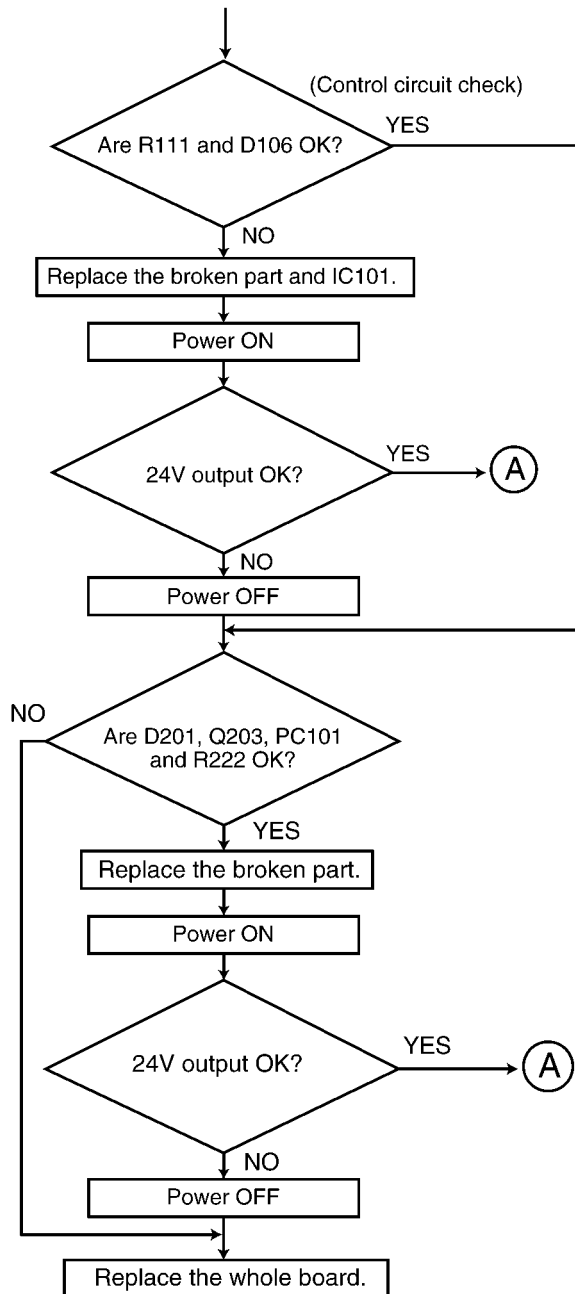 (Control circuit check)
Are R111 and D106 OK?
YES
NO
Replace the broken part and IC101.
Power ON
24V output OK?
YES
A
NO
Power OFF
NO
Are D201, Q203, PC101
and R222 OK?
YES
Replace the broken part.
Power ON
24V output OK?
YES
A
NO
Power OFF
Replace the whole board.